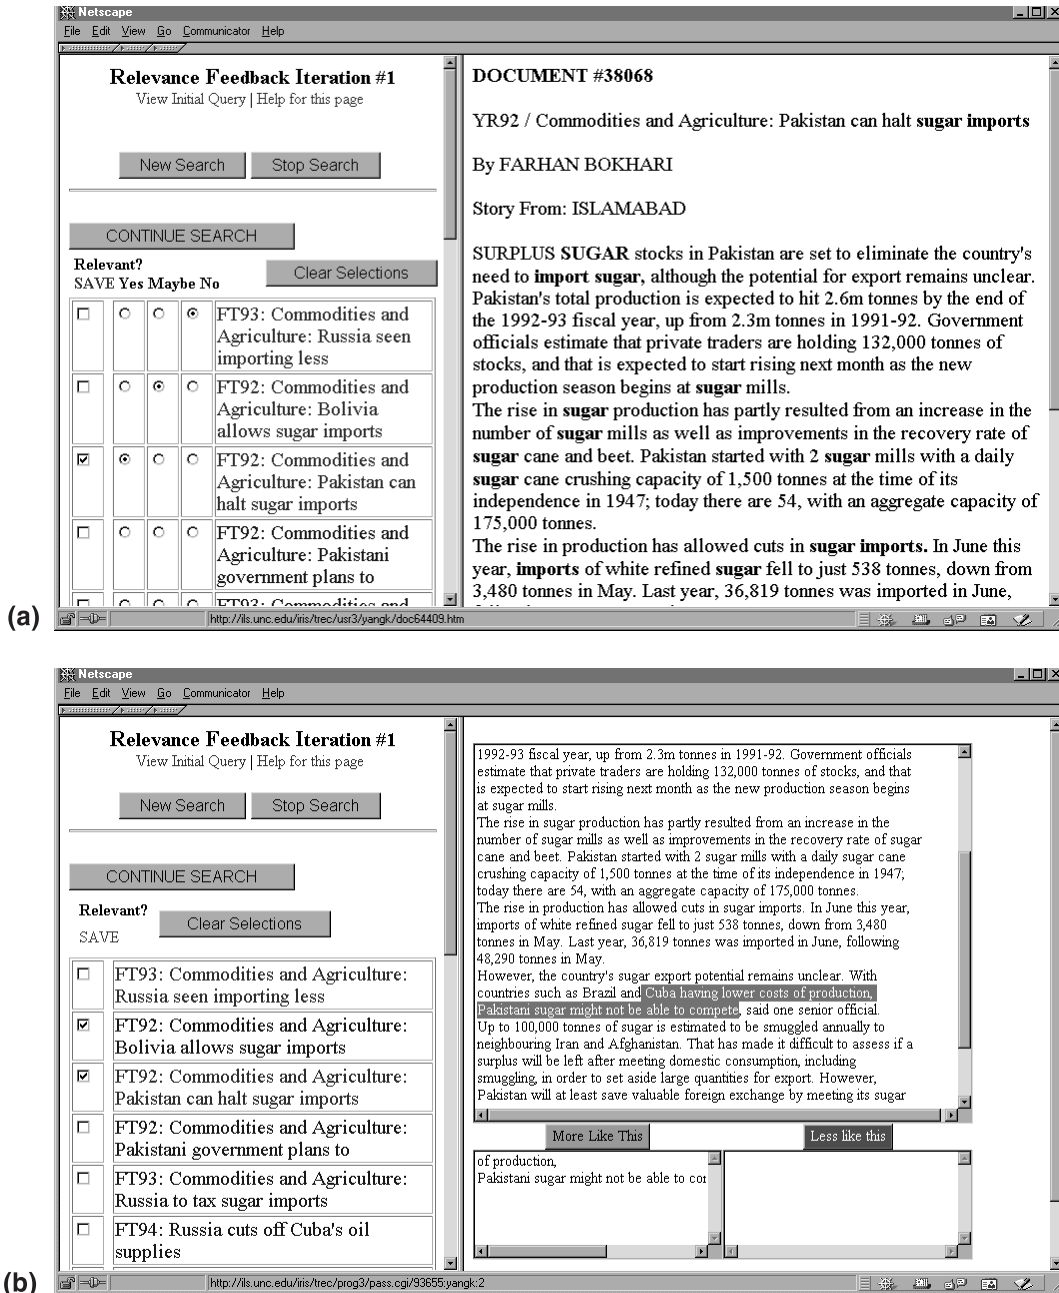 Netscape
File Edit View Go Communicator Help
Relevance Feedback Iteration #1
View Initial Query | Help for this page
New Search Stop Search
CONTINUE SEARCH
Relevant?
SAVE Yes Maybe No
Clear Selections
FT93: Commodities and
Agriculture: Russia seen
importing less
FT92: Commodities and
Agriculture: Bolivia
allows sugar imports
FT92: Commodities and
Agriculture: Pakistan can
halt sugar imports
FT92: Commodities and
Agriculture: Pakistani
government plans to
FT93: Commodities and
DOCUMENT #38068
YR92 / Commodities and Agriculture: Pakistan can halt sugar imports
By FARHAN BOKHARI
Story From: ISLAMABAD
SURPLUS SUGAR stocks in Pakistan are set to eliminate the country's
need to import sugar, although the potential for export remains unclear.
Pakistan's total production is expected to hit 2.6m tonnes by the end of
the 1992-93 fiscal year, up from 2.3m tonnes in 1991-92. Government
officials estimate that private traders are holding 132,000 tonnes of
stocks, and that is expected to start rising next month as the new
production season begins at sugar mills.
The rise in sugar production has partly resulted from an increase in the
number of sugar mills as well as improvements in the recovery rate of
sugar cane and beet. Pakistan started with 2 sugar mills with a daily
sugar cane crushing capacity of 1,500 tonnes at the time of its
independence in 1947; today there are 54, with an aggregate capacity of
175,000 tonnes.
The rise in production has allowed cuts in sugar imports. In June this
year, imports of white refined sugar fell to just 538 tonnes, down from
3,480 tonnes in May. Last year, 36,819 tonnes was imported in June,
http://ils.unc.edu/iris/trec/usr3/yangk/doc64409.htm
(a)
Netscape
File Edit View Go Communicator Help
Relevance Feedback Iteration #1
View Initial Query | Help for this page
New Search Stop Search
CONTINUE SEARCH
Relevant?
SAVE
Clear Selections
FT93: Commodities and Agriculture:
Russia seen importing less
FT92: Commodities and Agriculture:
Bolivia allows sugar imports
FT92: Commodities and Agriculture:
Pakistan can halt sugar imports
FT92: Commodities and Agriculture:
Pakistani government plans to
FT93: Commodities and Agriculture:
Russia to tax sugar imports
FT94: Russia cuts off Cuba's oil
supplies
1992-93 fiscal year, up from 2.3m tonnes in 1991-92. Government officials
estimate that private traders are holding 132,000 tonnes of stocks, and that
is expected to start rising next month as the new production season begins
at sugar mills.
The rise in sugar production has partly resulted from an increase in the
number of sugar mills as well as improvements in the recovery rate of sugar
cane and beet. Pakistan started with 2 sugar mills with a daily sugar cane
crushing capacity of 1,500 tonnes at the time of its independence in 1947;
today there are 54, with an aggregate capacity of 175,000 tonnes.
The rise in production has allowed cuts in sugar imports. In June this year,
imports of white refined sugar fell to just 538 tonnes, down from 3,480
tonnes in May. Last year, 36,819 tonnes was imported in June, following
48,290 tonnes in May.
However, the country's sugar export potential remains unclear. With
countries such as Brazil and Cuba having lower costs of production,
Pakistani sugar might not be able to compete, said one senior official.
Up to 100,000 tonnes of sugar is estimated to be smuggled annually to
neighbouring Iran and Afghanistan. That has made it difficult to assess if a
surplus will be left after meeting domestic consumption, including
smuggling, in order to set aside large quantities for export. However,
Pakistan will at least save valuable foreign exchange by meeting its sugar
More Like This Less like this
of production,
Pakistani sugar might not be able to cor
http://ils.unc.edu/iris/trec/prog3/pass.cgi/93655:yangk:2
(b)